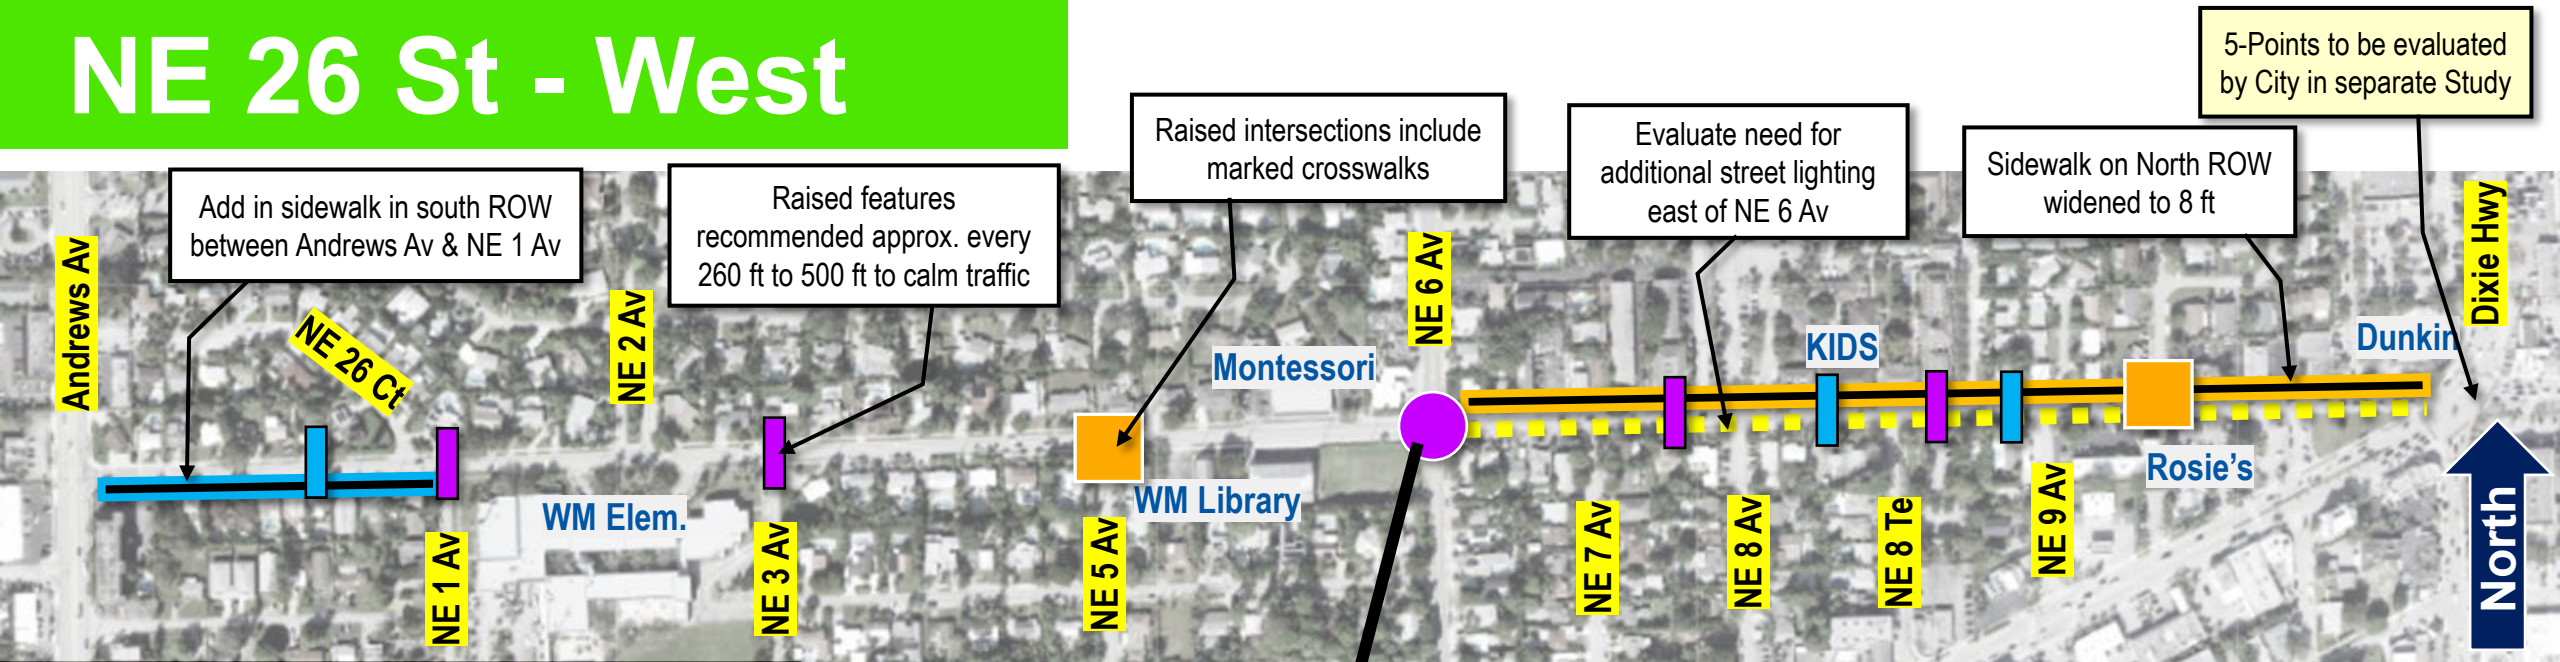 NE 26 St - West
5-Points to be evaluated
by City in separate Study
Raised intersections include
marked crosswalks
Evaluate need for
additional street lighting
east of NE 6 Av
Sidewalk on North ROW
widened to 8 ft
Add in sidewalk in south ROW
between Andrews Av & NE 1 Av
Raised features
recommended approx. every
260 ft to 500 ft to calm traffic
Andrews Av
NE 26 Ct
NE 2 Av
NE 6 Av
Dixie Hwy
Montessori
KIDS
Dunkin
WM Elem.
WM Library
Rosie's
NE 1 Av
NE 3 Av
NE 5 Av
NE 7 Av
NE 8 Av
NE 8 Te
NE 9 Av
North